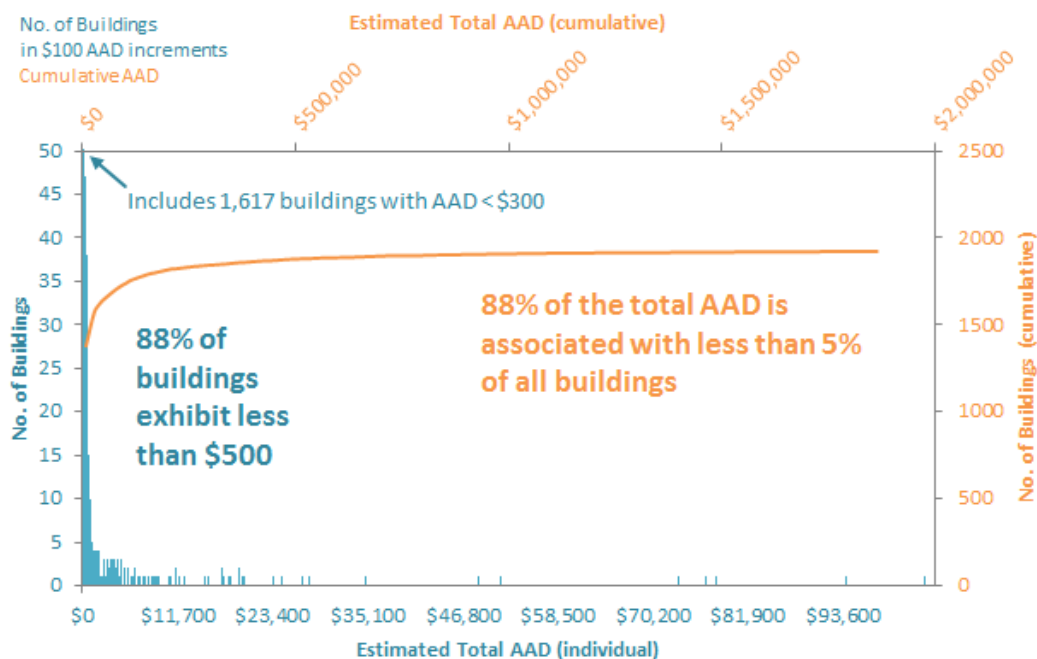 No. of Buildings
in $100 AAD increments
Cumulative AAD
Estimated Total AAD (cumulative)
$0
$500,000
$1,000,000
$1,500,000
$2,000,000
50
45
40
35
30
25
20
15
10
5
0
No. of Buildings
Includes 1,617 buildings with AAD < $300
88% of
buildings
exhibit less
than $500
88% of the total AAD is
associated with less than 5%
of all buildings
2500
2000
1500
1000
500
0
No. of Buildings (cumulative)
$0
$11,700
$23,400
$35,100
$46,800
$58,500
$70,200
$81,900
$93,600
Estimated Total AAD (individual)